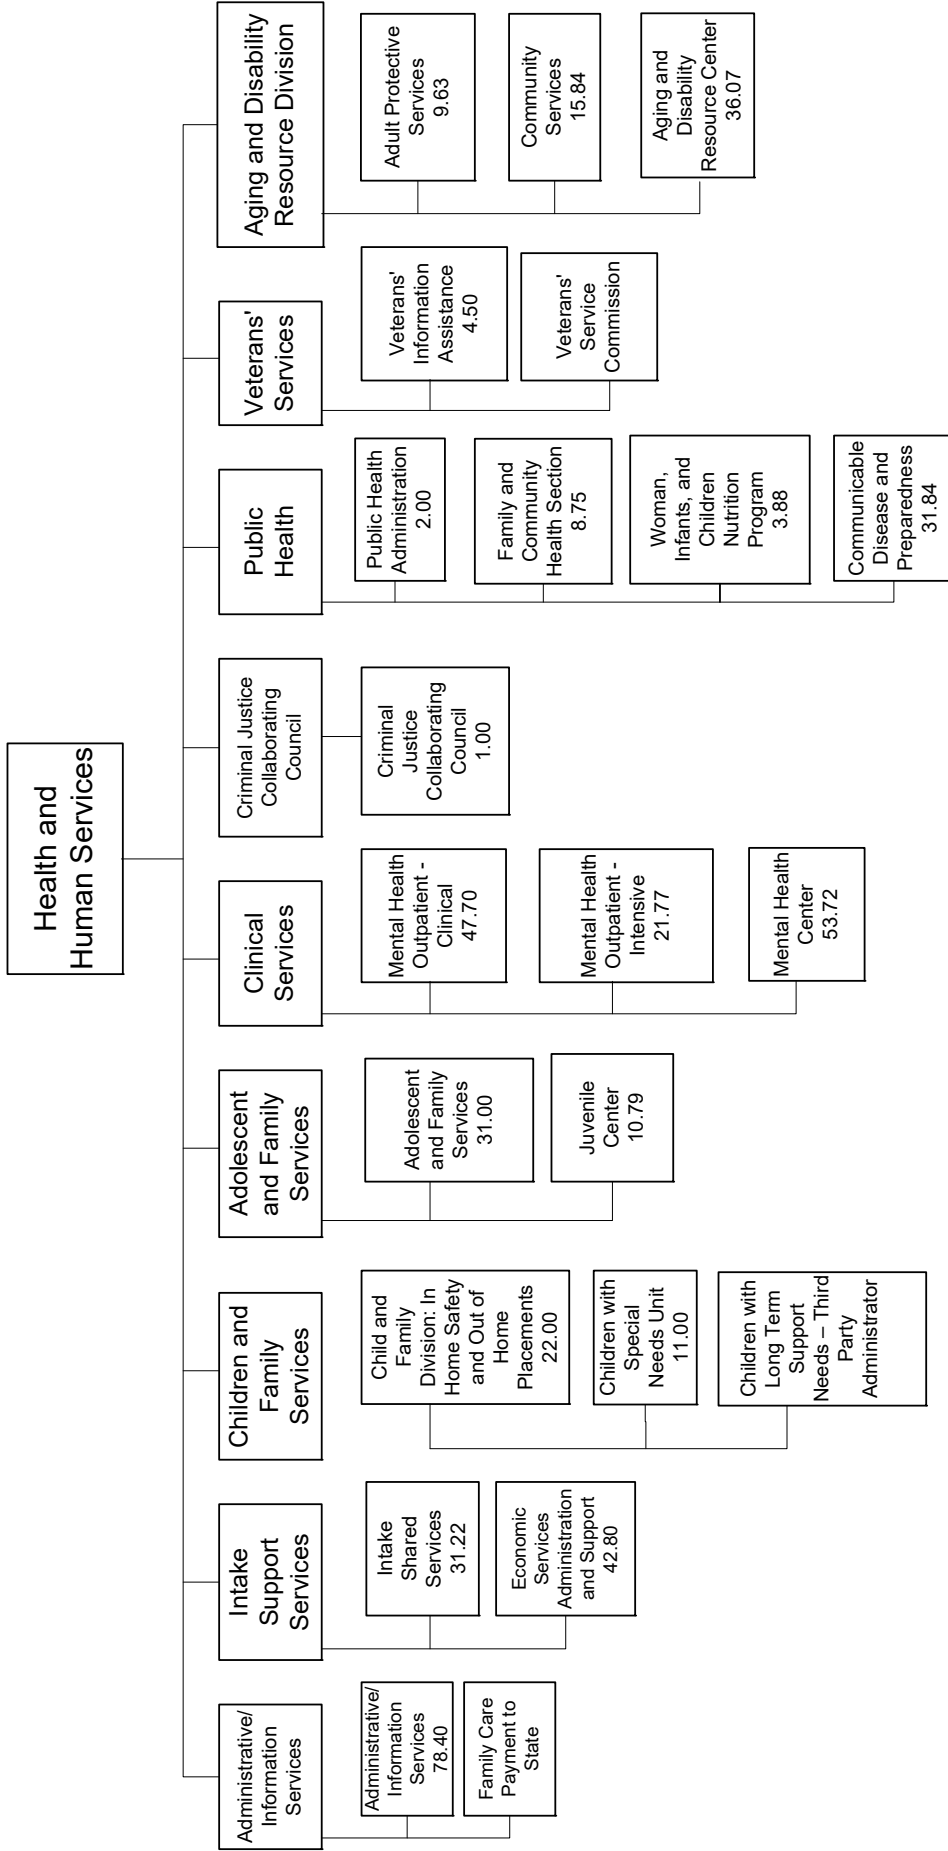 Health and
Human Services
Administrative/
Information
Services
Administrative/
Information
Services
78.40
Family Care
Payment to
State
Intake
Support
Services
Intake
Shared
Services
31.22
Economic
Services
Administration
and Support
42.80
Children and
Family
Services
Child and
Family
Division: In
Home Safety
and Out of
Home
Placements
22.00
Children with
Special
Needs Unit
11.00
Children with
Long Term
Support
Needs – Third
Party
Administrator
Adolescent
and Family
Services
Adolescent
and Family
Services
31.00
Juvenile
Center
10.79
Clinical
Services
Mental Health
Outpatient -
Clinical
47.70
Mental Health
Outpatient -
Intensive
21.77
Mental Health
Center
53.72
Criminal Justice
Collaborating
Council
Criminal
Justice
Collaborating
Council
1.00
Public
Health
Public Health
Administration
2.00
Family and
Community
Health Section
8.75
Woman,
Infants, and
Children
Nutrition
Program
3.88
Communicable
Disease and
Preparedness
31.84
Veterans'
Services
Veterans'
Information
Assistance
4.50
Veterans'
Service
Commission
Aging and Disability
Resource Division
Adult Protective
Services
9.63
Community
Services
15.84
Aging and
Disability
Resource Center
36.07